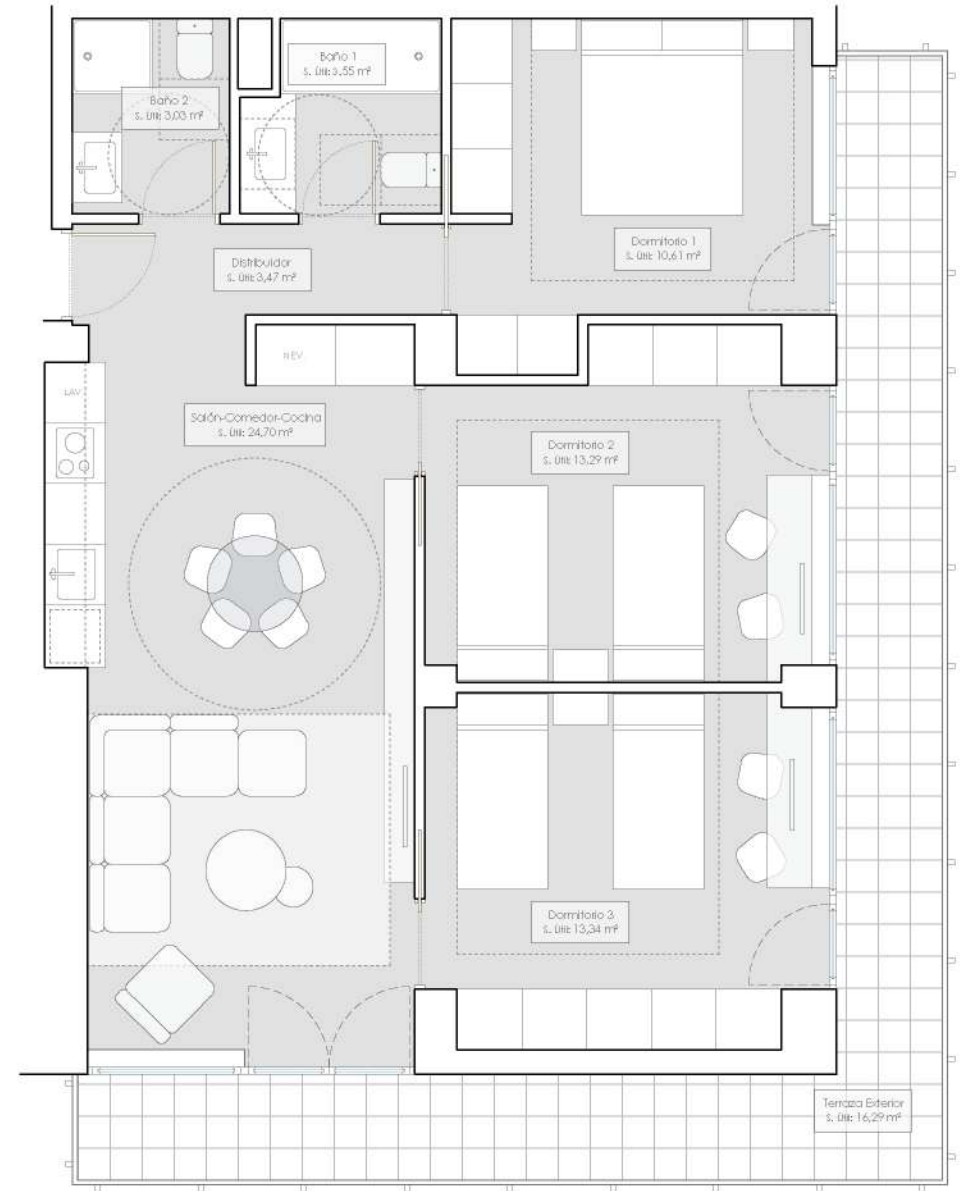 Baño 1
S. Útil: 3,55 m²
Baño 2
S. Útil: 3,03 m²
Dormitorio 1
S. Útil: 10,61 m²
Distribuidor
S. Útil: 3,47 m²
NEV
LAV
Salón-Comedor-Cocina
S. Útil: 24,70 m²
Dormitorio 2
S. Útil: 13,29 m²
Dormitorio 3
S. Útil: 13,34 m²
Terraza Exterior
S. Útil: 16,29 m²